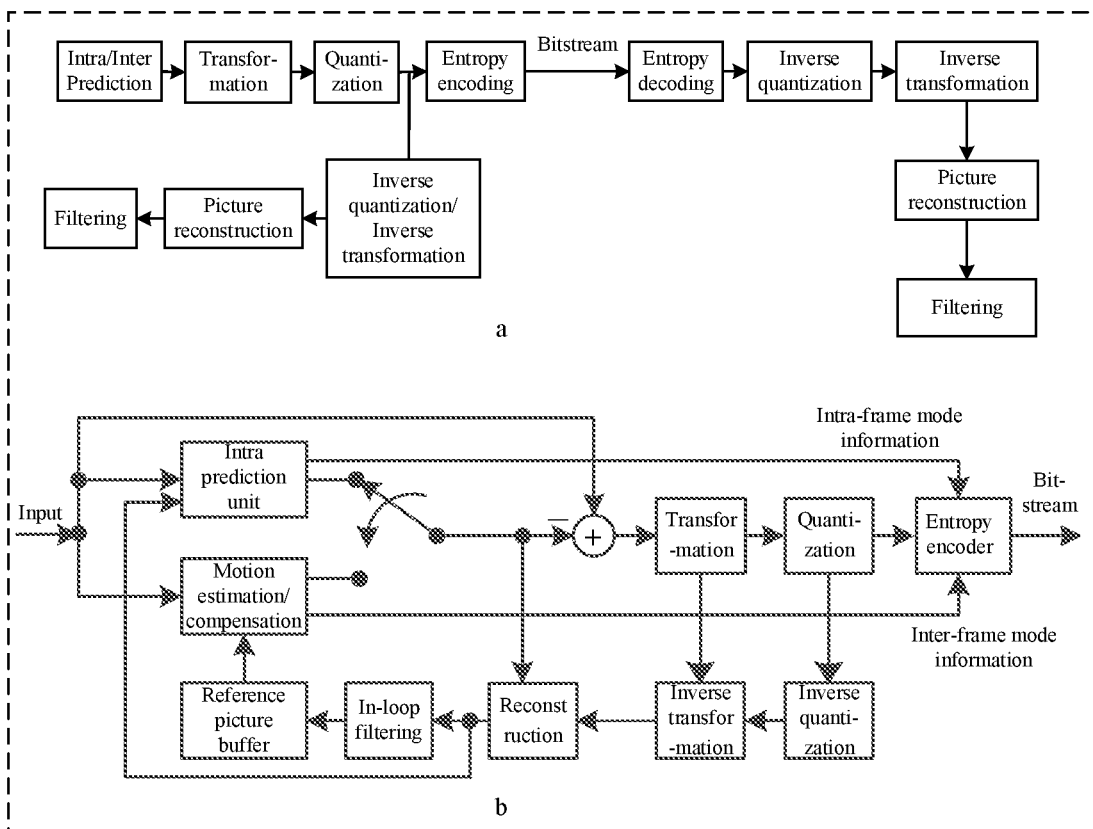 Intra/Inter
Prediction
Transfor-
mation
Quanti-
zation
Entropy
encoding
Bitstream
Entropy
decoding
Inverse
quantization
Inverse
transformation
Filtering
Picture
reconstruction
Inverse
quantization/
Inverse
transformation
Picture
reconstruction
Filtering
a
Intra-frame mode
information
Input
Intra
prediction
unit
Motion
estimation/
compensation
+
Transfor
-mation
Quanti-
zation
Entropy
encoder
Bit-
stream
Inter-frame mode
information
Reference
picture
buffer
In-loop
filtering
Reconst
ruction
Inverse
transfor
-mation
Inverse
quanti-
zation
b